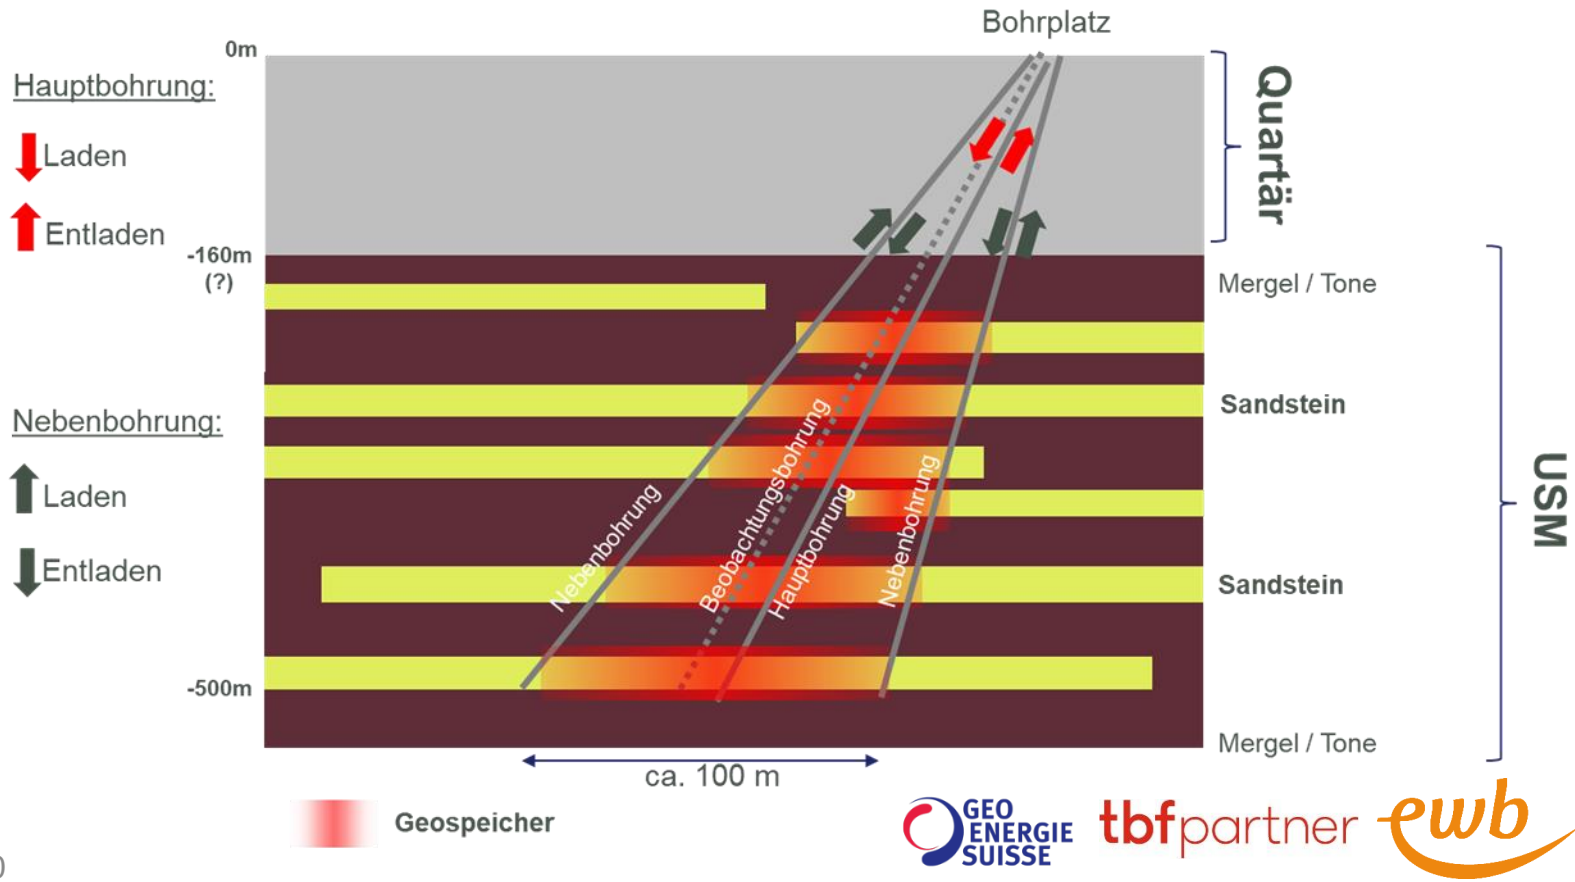 Bohrplatz
0m
Hauptbohrung:
Laden
Entladen
-160m
(?)
Quartär
Mergel / Tone
Nebenbohrung:
Laden
Entladen
Sandstein
Nebenbohrung
Beobachtungsbohrung
Hauptbohrung
Nebenbohrung
USM
Sandstein
-500m
Mergel / Tone
ca. 100 m
Geospeicher
GEO
ENERGIE
SUISSE
tbfpartner
ewb